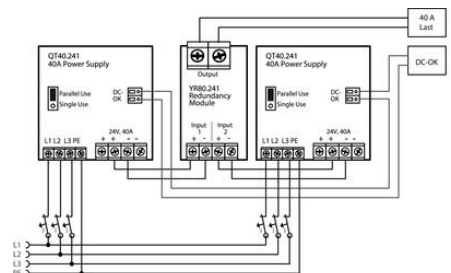 40 A
Last
QT40.241
40A Power Supply
Parallel Use
Single Use
DC-
OK
24V, 40A
+ + - -
L1 L2 L3 PE
Output
YR80.241
Redundancy
Module
Input
1
Input
2
+ - + -
QT40.241
40A Power Supply
Parallel Use
Single Use
DC-
OK
24V, 40A
+ + - -
L1 L2 L3 PE
DC-OK
L1
L2
L3
PE